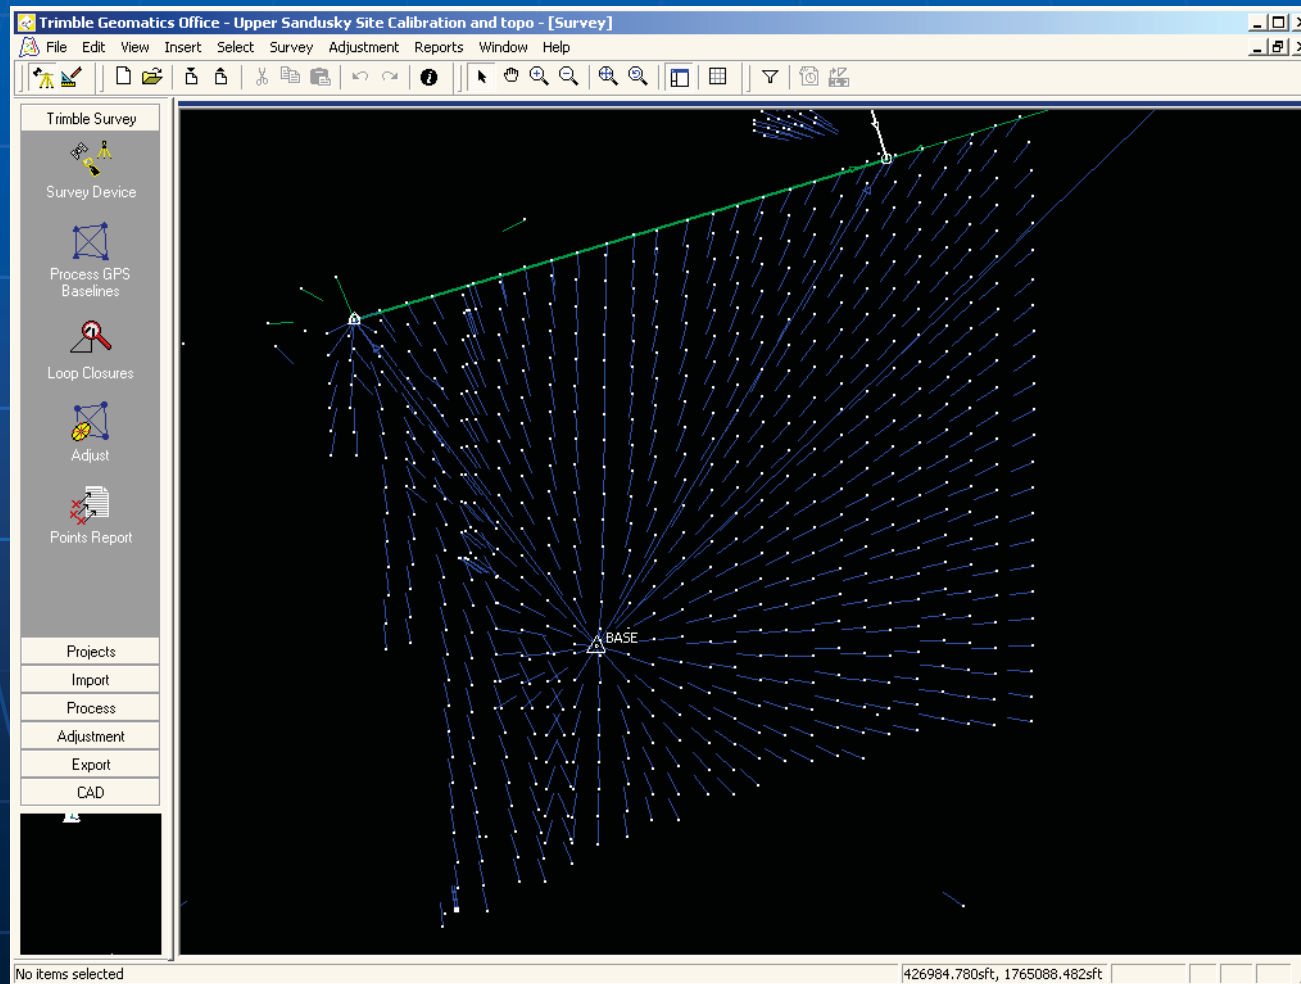 Trimble Geomatics Office - Upper Sandusky Site Calibration and topo - [Survey]
File Edit View Insert Select Survey Adjustment Reports Window Help
Trimble Survey
Survey Device
Process GPS
Baselines
Loop Closures
Adjust
Points Report
Projects
Import
Process
Adjustment
Export
CAD
BASE
No items selected
426984.780sft, 1765088.482sft